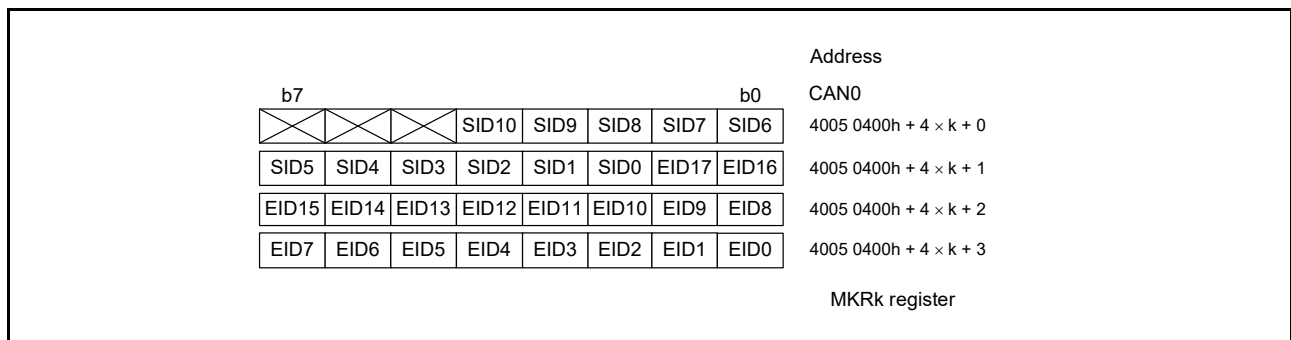 Address
b7 b0 CAN0
SID10 SID9 SID8 SID7 SID6 4005 0400h + 4 × k + 0
SID5 SID4 SID3 SID2 SID1 SID0 EID17 EID16 4005 0400h + 4 × k + 1
EID15 EID14 EID13 EID12 EID11 EID10 EID9 EID8 4005 0400h + 4 × k + 2
EID7 EID6 EID5 EID4 EID3 EID2 EID1 EID0 4005 0400h + 4 × k + 3
MKRk register